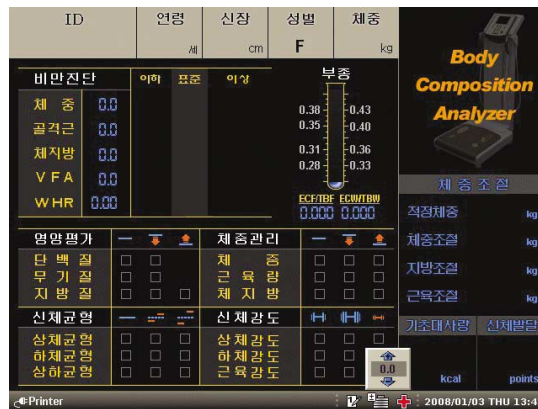 ID 연령 신장 성별 체중
세 cm F kg
Body
Composition
Analyzer
비만진단 이하 표준 이상 부종
체 중 0.0
골격근 0.0
체지방 0.0
V F A 0.0
W H R 0.00
0.38 0.43
0.35 0.40
0.31 0.36
0.28 0.33
ECF/TBF ECW/TBW
0.000 0.000
체 중 조 절
적정체중 kg
체중조절 kg
지방조절 kg
근육조절 kg
영양평가 체중관리
단 백 질 체 중
무 기 질 근 육 량
지 방 질 체 지 방
신체균형 신체강도
상체균형 상체강도
하체균형 하체강도
상하균형 근육강도
0.0
기초대사량 신체발달
kcal points
Printer 2008/01/03 THU 13:4